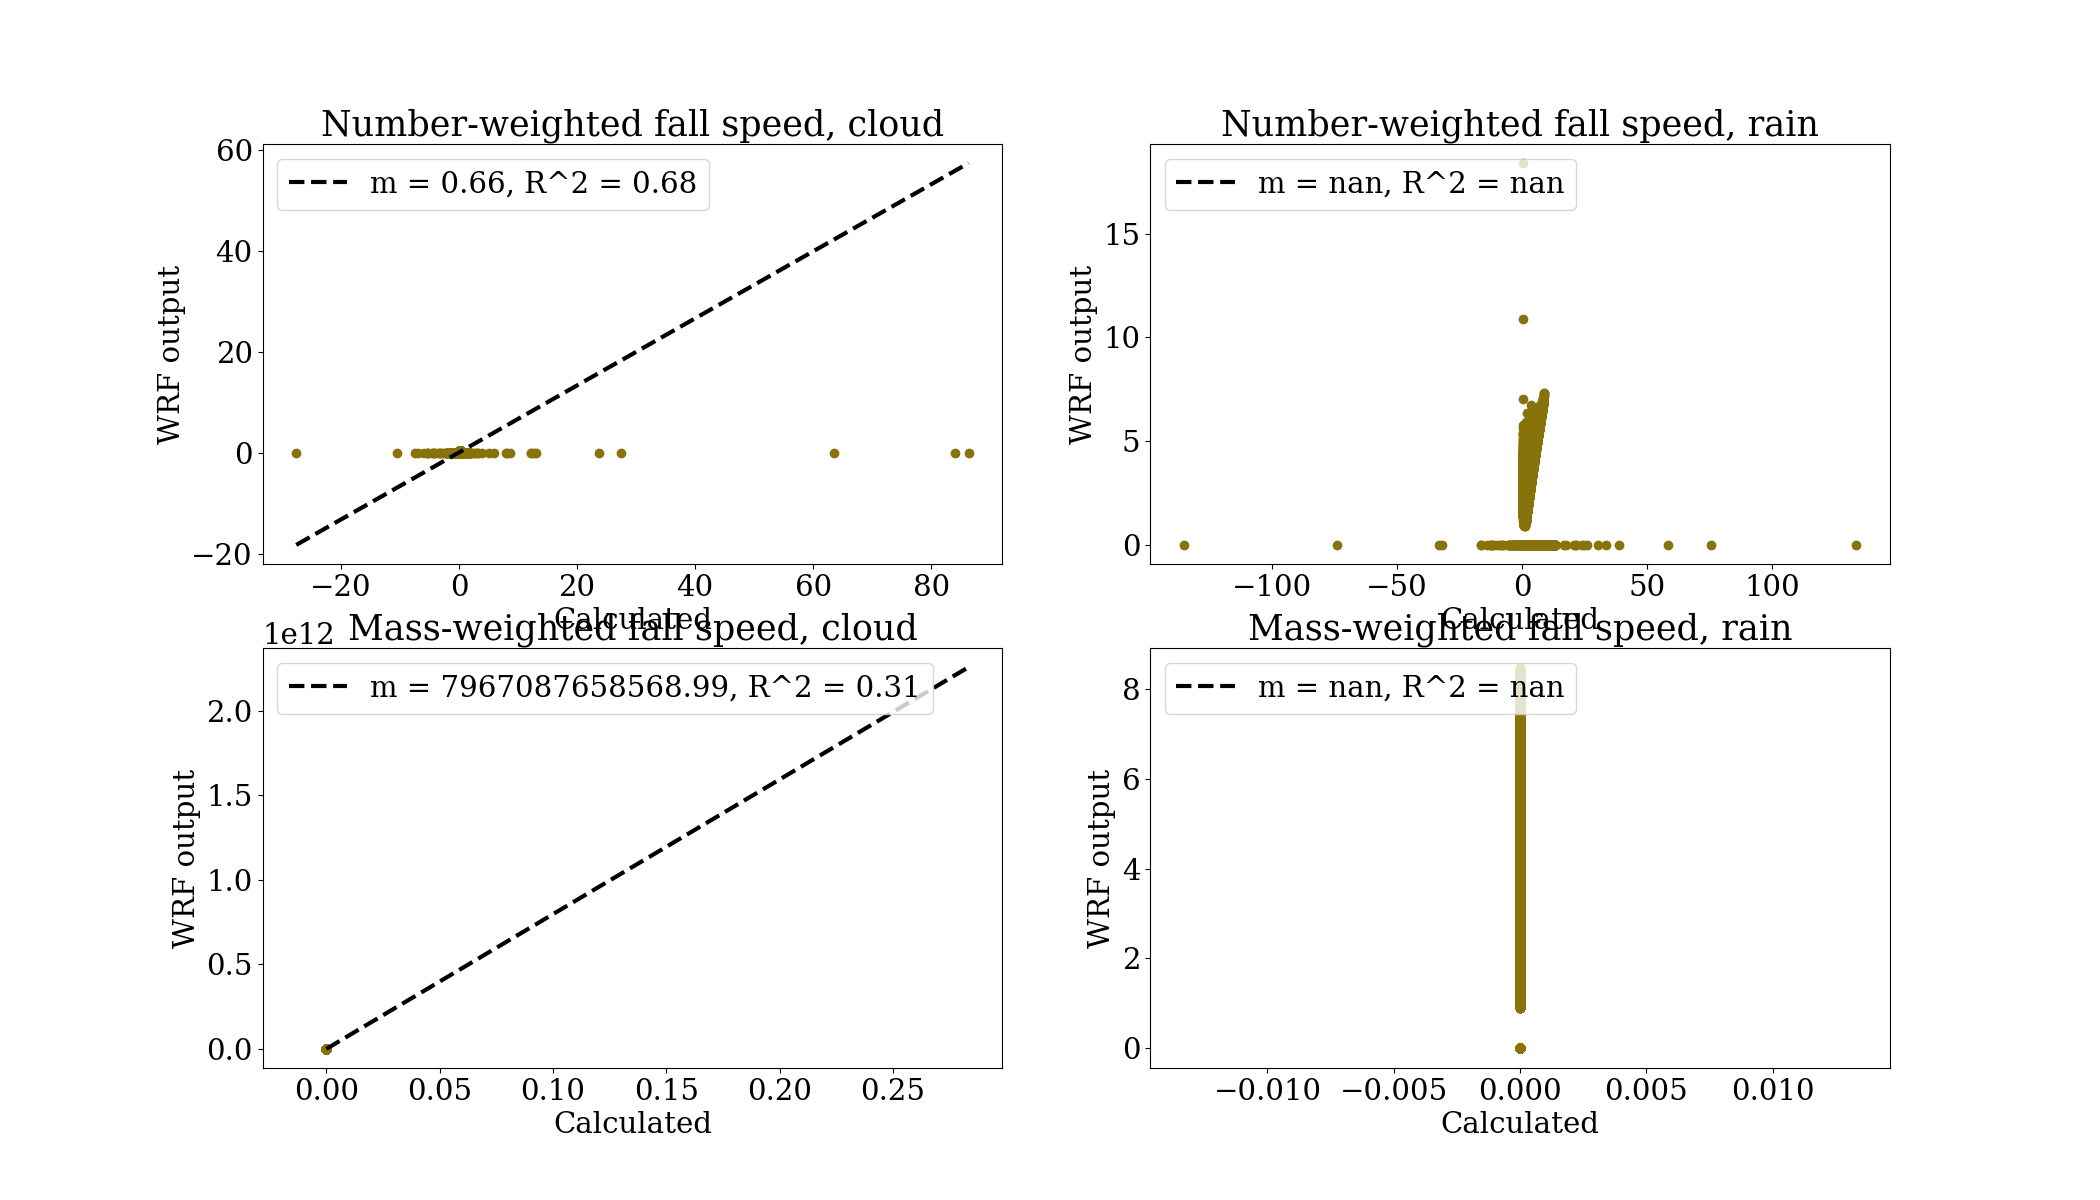 Number-weighted fall speed, cloud
m = 0.66, R^2 = 0.68
60
40
20
0
−20
WRF output
−20 0 20 40 60 80
Calculated
Number-weighted fall speed, rain
m = nan, R^2 = nan
15
10
5
0
WRF output
−100 −50 0 50 100
Calculated
1e12
Mass-weighted fall speed, cloud
m = 7967087658568.99, R^2 = 0.31
2.0
1.5
1.0
0.5
0.0
WRF output
0.00 0.05 0.10 0.15 0.20 0.25
Calculated
Mass-weighted fall speed, rain
m = nan, R^2 = nan
8
6
4
2
0
WRF output
−0.010 −0.005 0.000 0.005 0.010
Calculated